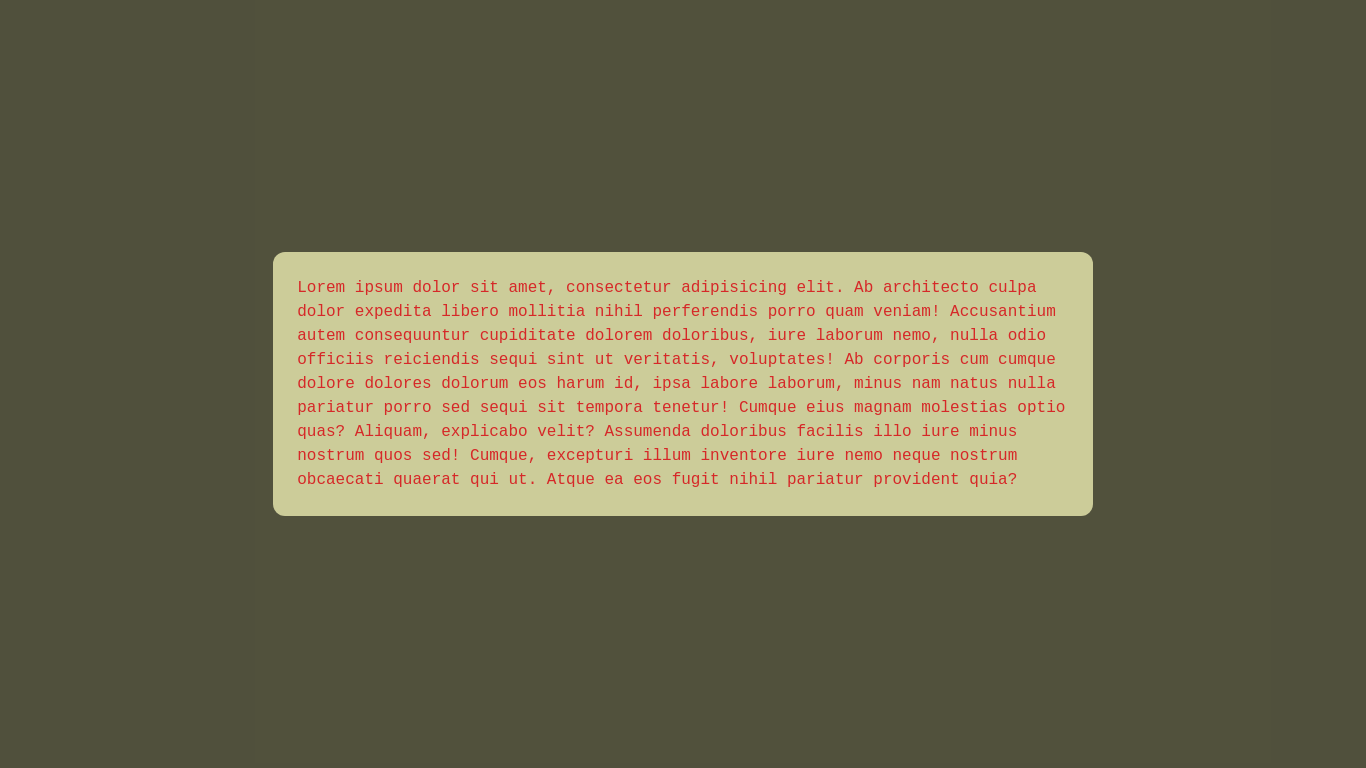 Lorem ipsum dolor sit amet, consectetur adipisicing elit. Ab architecto culpa
dolor expedita libero mollitia nihil perferendis porro quam veniam! Accusantium
autem consequuntur cupiditate dolorem doloribus, iure laborum nemo, nulla odio
officiis reiciendis sequi sint ut veritatis, voluptates! Ab corporis cum cumque
dolore dolores dolorum eos harum id, ipsa labore laborum, minus nam natus nulla
pariatur porro sed sequi sit tempora tenetur! Cumque eius magnam molestias optio
quas? Aliquam, explicabo velit? Assumenda doloribus facilis illo iure minus
nostrum quos sed! Cumque, excepturi illum inventore iure nemo neque nostrum
obcaecati quaerat qui ut. Atque ea eos fugit nihil pariatur provident quia?